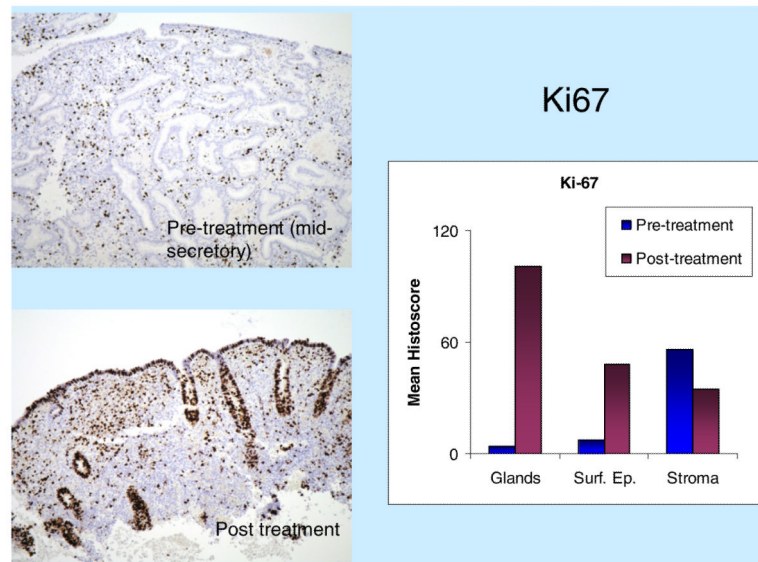 Ki67
Pre-treatment (mid-
secretory)
Post treatment
Ki-67
120
60
0
Mean Histoscore
Pre-treatment
Post-treatment
Glands
Surf. Ep.
Stroma